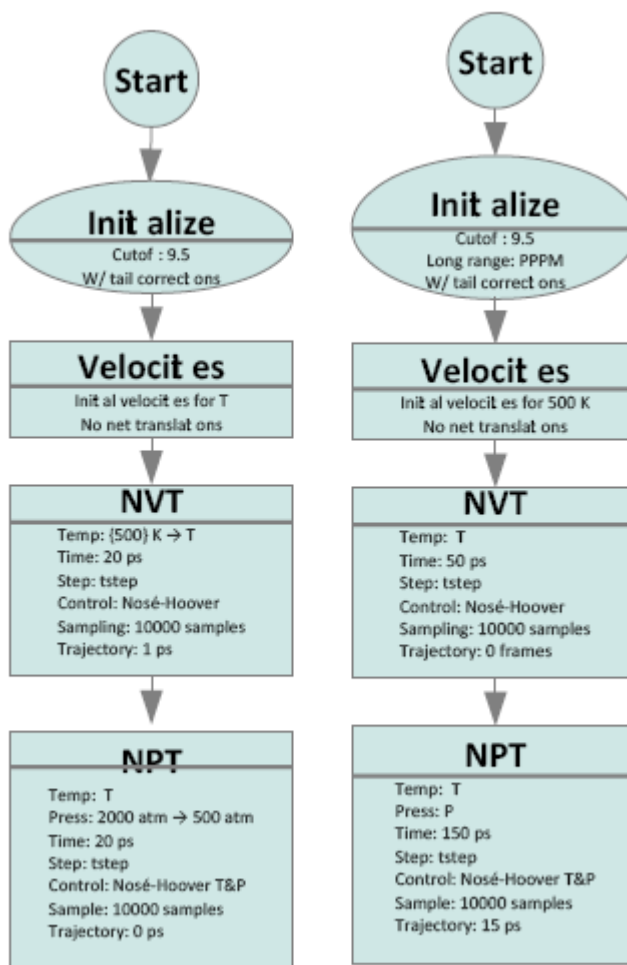 Start
Init alize
Cutof : 9.5
W/ tail correct ons
Velocit es
Init al velocit es for T
No net translat ons
NVT
Temp: {500} K → T
Time: 20 ps
Step: tstep
Control: Nosé-Hoover
Sampling: 10000 samples
Trajectory: 1 ps
NPT
Temp: T
Press: 2000 atm → 500 atm
Time: 20 ps
Step: tstep
Control: Nosé-Hoover T&P
Sample: 10000 samples
Trajectory: 0 ps
Start
Init alize
Cutof : 9.5
Long range: PPPM
W/ tail correct ons
Velocit es
Init al velocit es for 500 K
No net translat ons
NVT
Temp: T
Time: 50 ps
Step: tstep
Control: Nosé-Hoover
Sampling: 10000 samples
Trajectory: 0 frames
NPT
Temp: T
Press: P
Time: 150 ps
Step: tstep
Control: Nosé-Hoover T&P
Sample: 10000 samples
Trajectory: 15 ps